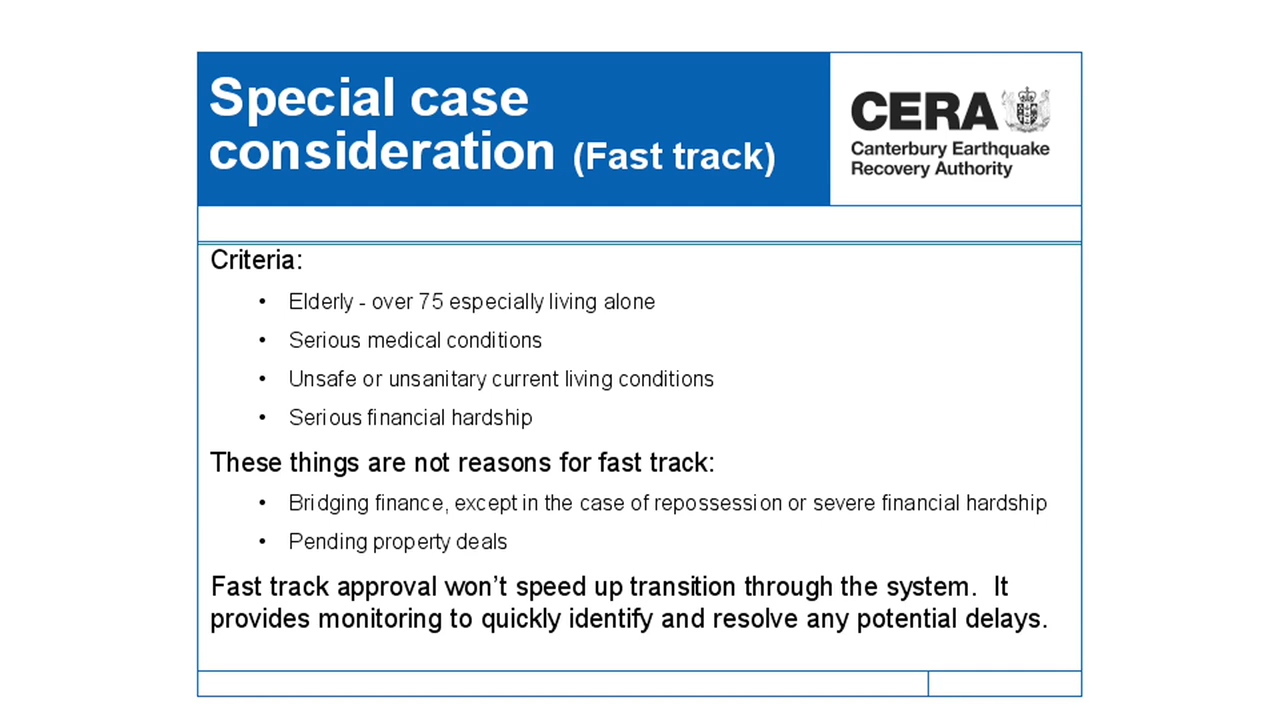 Special case
consideration (Fast track)
CERA
Canterbury Earthquake
Recovery Authority
Criteria:
• Elderly - over 75 especially living alone
• Serious medical conditions
• Unsafe or unsanitary current living conditions
• Serious financial hardship
These things are not reasons for fast track:
• Bridging finance, except in the case of repossession or severe financial hardship
• Pending property deals
Fast track approval won’t speed up transition through the system. It
provides monitoring to quickly identify and resolve any potential delays.